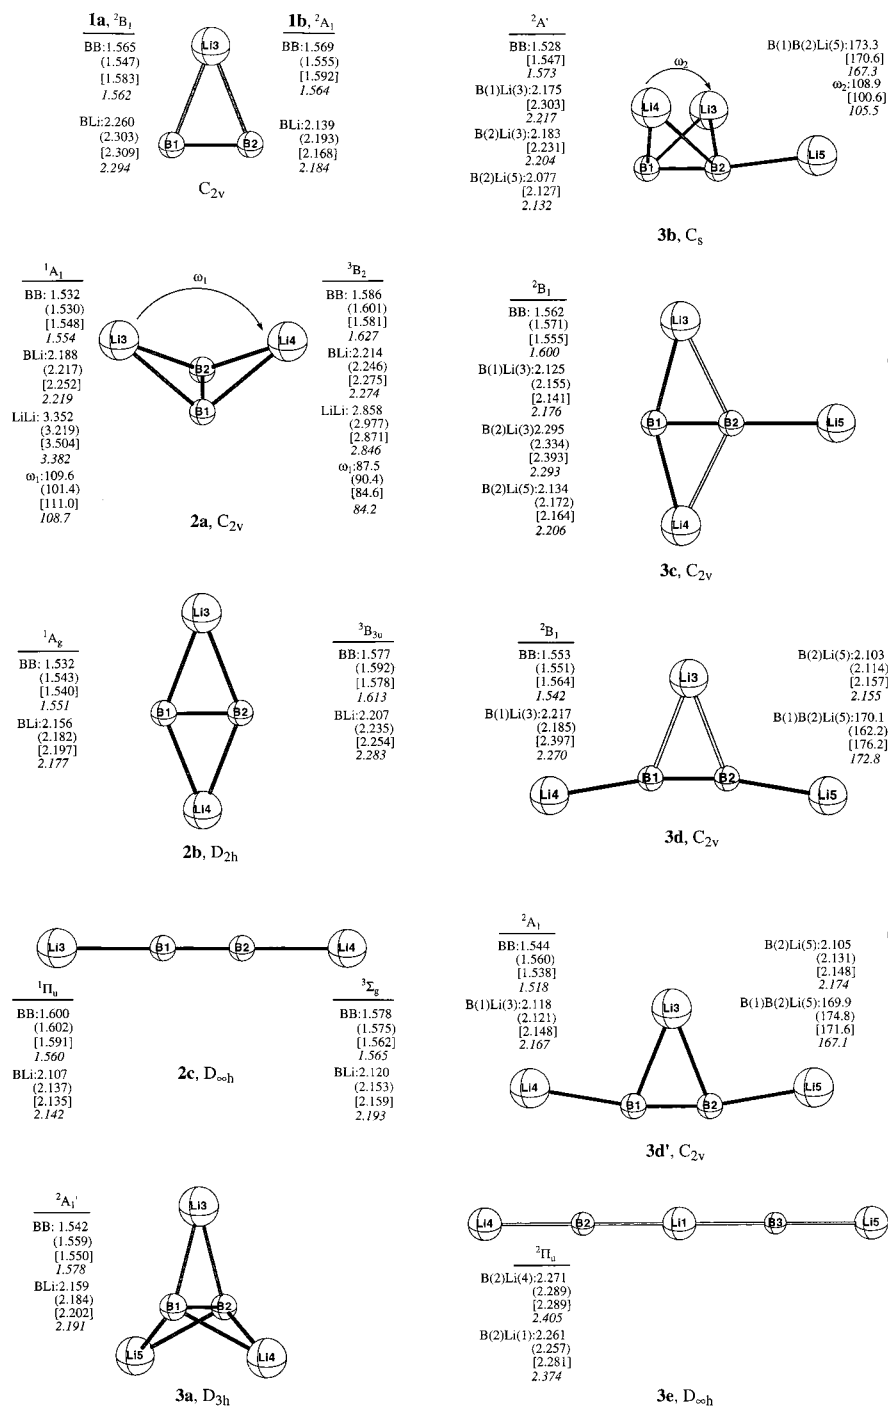 1a, ²B₁
1b, ²A₁
BB: 1.565
(1.547)
[1.583]
1.562
BLi:2.260
(2.303)
[2.309]
2.294
Li3
B1
B2
BB:1.569
(1.555)
[1.592]
1.564
BLi:2.139
(2.193)
[2.168]
2.184
C₂ᵥ
¹A₁
BB: 1.532
(1.530)
[1.548]
1.554
BLi:2.188
(2.217)
[2.252]
2.219
LiLi: 3.352
(3.219)
[3.504]
3.382
ω₁:109.6
(101.4)
[111.0]
108.7
ω₁
Li3
Li4
B2
B1
³B₂
BB: 1.586
(1.601)
[1.581]
1.627
BLi:2.214
(2.246)
[2.275]
2.274
LiLi: 2.858
(2.977)
[2.871]
2.846
ω₁:87.5
(90.4)
[84.6]
84.2
2a, C₂ᵥ
¹A_g
BB: 1.532
(1.543)
[1.540]
1.551
BLi:2.156
(2.182)
[2.197]
2.177
Li3
B1
B2
Li4
³B₃ᵤ
BB:1.577
(1.592)
[1.578]
1.613
BLi:2.207
(2.235)
[2.254]
2.283
2b, D₂ₕ
Li3
B1
B2
Li4
¹Πᵤ
BB:1.600
(1.602)
[1.591]
1.560
BLi:2.107
(2.137)
[2.135]
2.142
2c, D∞ₕ
³Σ_g
BB:1.578
(1.575)
[1.562]
1.565
BLi:2.120
(2.153)
[2.159]
2.193
²A₁'
BB: 1.542
(1.559)
[1.550]
1.578
BLi:2.159
(2.184)
[2.202]
2.191
Li3
B1
B2
Li5
Li4
3a, D₃ₕ
²A'
BB:1.528
[1.547]
1.573
B(1)Li(3):2.175
[2.303]
2.217
B(2)Li(3):2.183
[2.231]
2.204
B(2)Li(5):2.077
[2.127]
2.132
ω₂
Li4
Li3
B1
B2
Li5
B(1)B(2)Li(5):173.3
[170.6]
167.3
ω₂:108.9
[100.6]
105.5
3b, Cₛ
²B₁
BB: 1.562
(1.571)
[1.555]
1.600
B(1)Li(3):2.125
(2.155)
[2.141]
2.176
B(2)Li(3)2.295
(2.334)
[2.393]
2.293
B(2)Li(5):2.134
(2.172)
[2.164]
2.206
Li3
B1
B2
Li5
Li4
3c, C₂ᵥ
²B₁
BB:1.553
(1.551)
[1.564]
1.542
B(1)Li(3):2.217
(2.185)
[2.397]
2.270
Li3
B1
B2
Li4
Li5
B(2)Li(5):2.103
(2.114)
[2.157]
2.155
B(1)B(2)Li(5):170.1
(162.2)
[176.2]
172.8
3d, C₂ᵥ
²A₁
BB:1.544
(1.560)
[1.538]
1.518
B(1)Li(3):2.118
(2.121)
[2.148]
2.167
Li3
Li4
B1
B2
Li5
B(2)Li(5):2.105
(2.131)
[2.148]
2.174
B(1)B(2)Li(5):169.9
(174.8)
[171.6]
167.1
3d', C₂ᵥ
Li4
B2
Li1
B3
Li5
²Πᵤ
B(2)Li(4):2.271
(2.289)
[2.289]
2.405
B(2)Li(1):2.261
(2.257)
[2.281]
2.374
3e, D∞ₕ